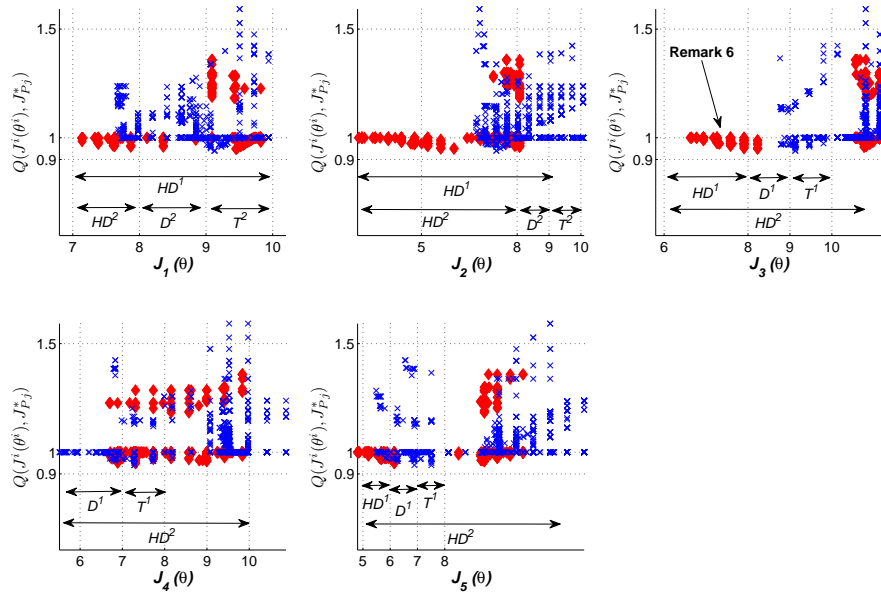 1.5
1
0.9
Q(J^i(θ^i), J^*_{Pj})
HD^1
HD^2
D^2
T^2
7
8
9
10
J_1(θ)
1.5
1
0.9
Q(J^i(θ^i), J^*_{Pj})
HD^1
HD^2
D^2
T^2
5
8
9
10
J_2(θ)
1.5
Remark 6
1
0.9
Q(J^i(θ^i), J^*_{Pj})
HD^1
D^1
T^1
HD^2
6
8
9
10
J_3(θ)
1.5
1
0.9
Q(J^i(θ^i), J^*_{Pj})
D^1
T^1
HD^2
6
7
8
9
10
J_4(θ)
1.5
1
0.9
Q(J^i(θ^i), J^*_{Pj})
HD^1
D^1
T^1
HD^2
5
6
7
8
J_5(θ)